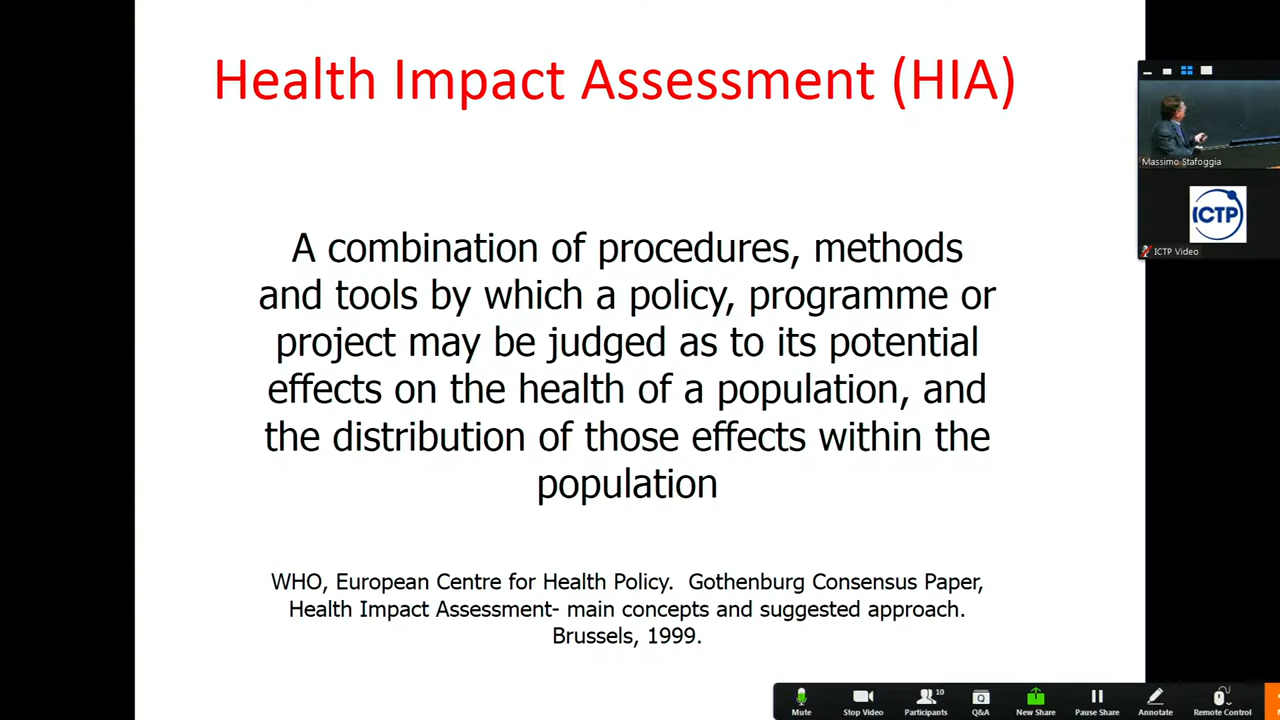 Health Impact Assessment (HIA)
A combination of procedures, methods
and tools by which a policy, programme or
project may be judged as to its potential
effects on the health of a population, and
the distribution of those effects within the
population
WHO, European Centre for Health Policy. Gothenburg Consensus Paper,
Health Impact Assessment- main concepts and suggested approach.
Brussels, 1999.
Massimo Stafoggia
ICTP
ICTP Video
10
Mute
Stop Video
Participants
Q&A
New Share
Pause Share
Annotate
Remote Control